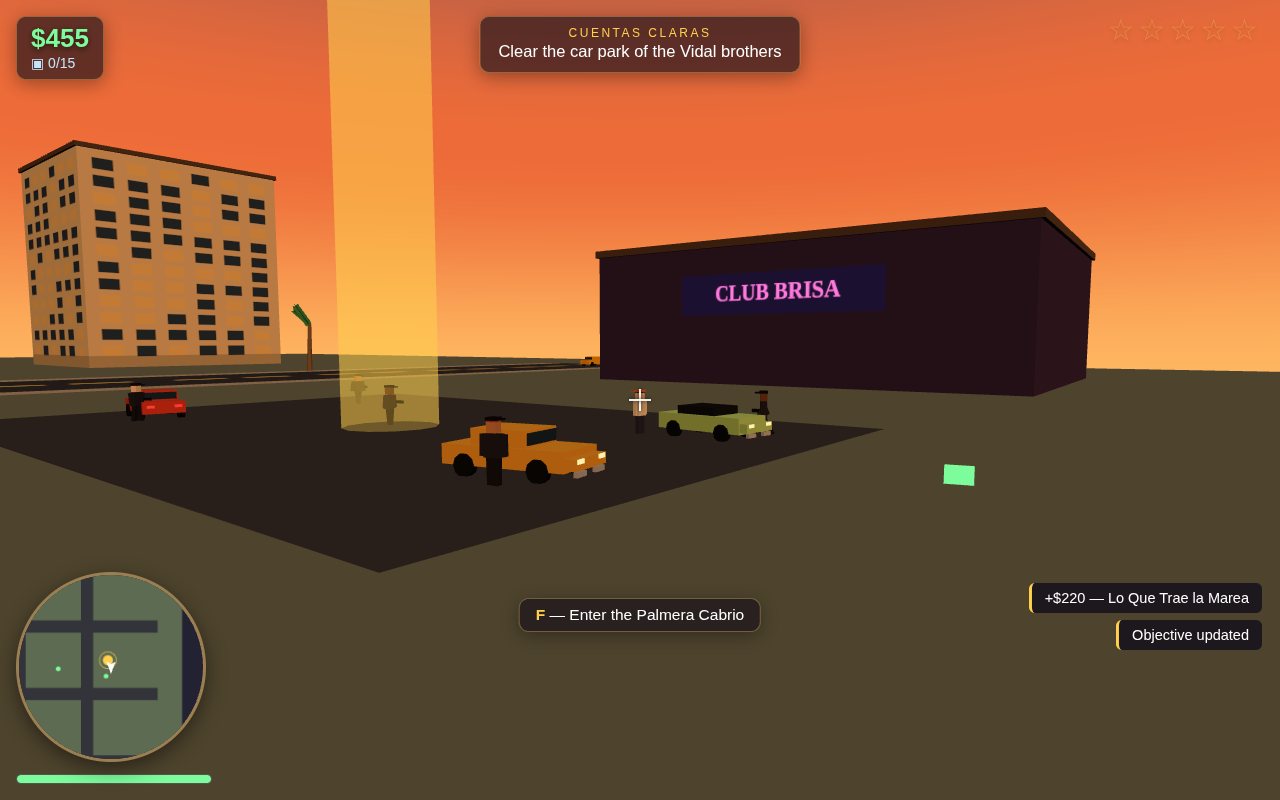 $455
0/15
CUENTAS CLARAS
Clear the car park of the Vidal brothers
CLUB BRISA
F — Enter the Palmera Cabrio
+$220 — Lo Que Trae la Marea
Objective updated